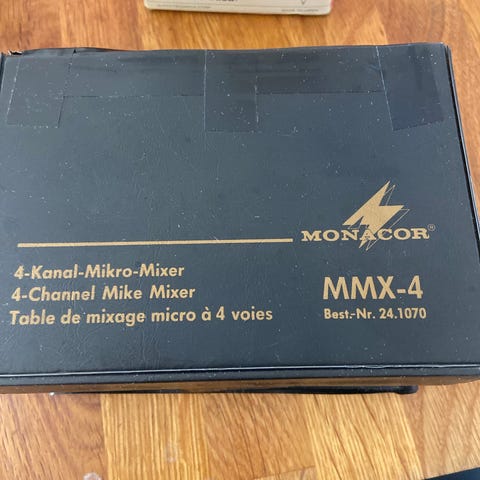 MONACOR®
4-Kanal-Mikro-Mixer
4-Channel Mike Mixer
Table de mixage micro à 4 voies
MMX-4
Best.-Nr. 24.1070